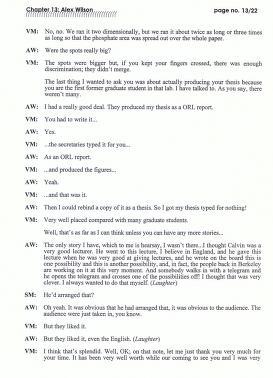 Chapter 13: Alex Wilson page no. 13/22
VM: No, no. We ran it two dimensionally, but we ran it about twice as long or three times
as long so that the phosphate area was spread out over the whole paper.
AW: Were the spots really big?
VM: The spots were bigger but, if you kept your fingers crossed, there was enough
discrimination; they didn't merge.
The last thing I wanted to ask you was about actually producing your thesis because
you are the first former graduate student in that lab. I have talked to. As you say, there
weren't many.
AW: I had a really good deal. They produced my thesis as a ORL report.
VM: You had to write it...
AW: Yes.
VM: ...the secretaries typed it for you...
AW: As an ORL report.
VM: ...and produced the figures...
AW: Yeah.
VM: ...and that was it.
AW: Then I could rebind a copy of it as a thesis. So I got my thesis typed for nothing!
VM: Very well placed compared with many graduate students.
Well, that's as far as I can think unless you can have any more stories...
AW: The only story I have, which to me is hearsay, I wasn't there...I thought Calvin was a
very good lecturer. He went to this lecture, I believe in England, and he gave this
lecture when he was very good at giving lectures, and he wrote on the board this is
one possibility and this is another possibility, and, in fact, the people back in Berkeley
are working on it at this very moment. And somebody walks in with a telegram and
he opens the telegram and crosses one of the possibilities off! I thought that was very
clever. I always wanted to do that myself. (Laughter)
SM: He'd arranged that?
AW: Oh yeah. It was obvious that he had arranged that, it was obvious to the audience. The
audience were just taken in, you know.
VM: But they liked it.
AW: But they liked it, even the English. (Laughter)
VM: I think that's splendid. Well, OK, on that note, let me just thank you very much for
your time. It has been very well worth while our coming to see you and I was very